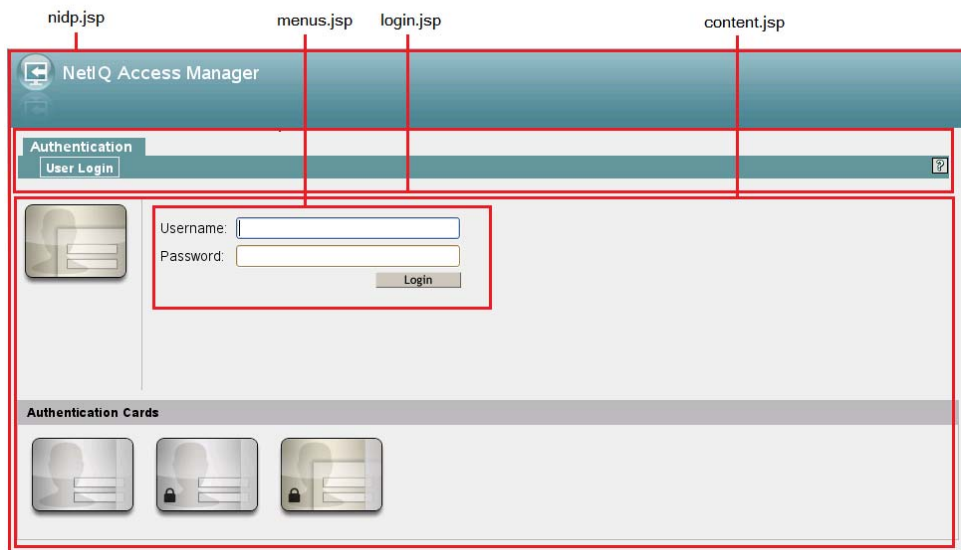 nidp.jsp menus.jsp login.jsp content.jsp
NetIQ Access Manager
Authentication
User Login ?
Username:
Password:
Login
Authentication Cards